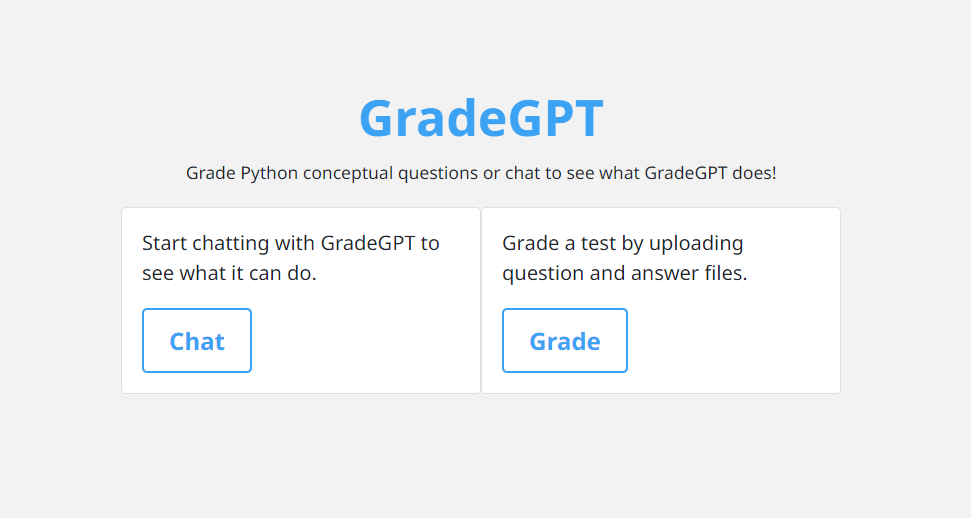 GradeGPT
Grade Python conceptual questions or chat to see what GradeGPT does!
Start chatting with GradeGPT to
see what it can do.
Chat
Grade a test by uploading
question and answer files.
Grade